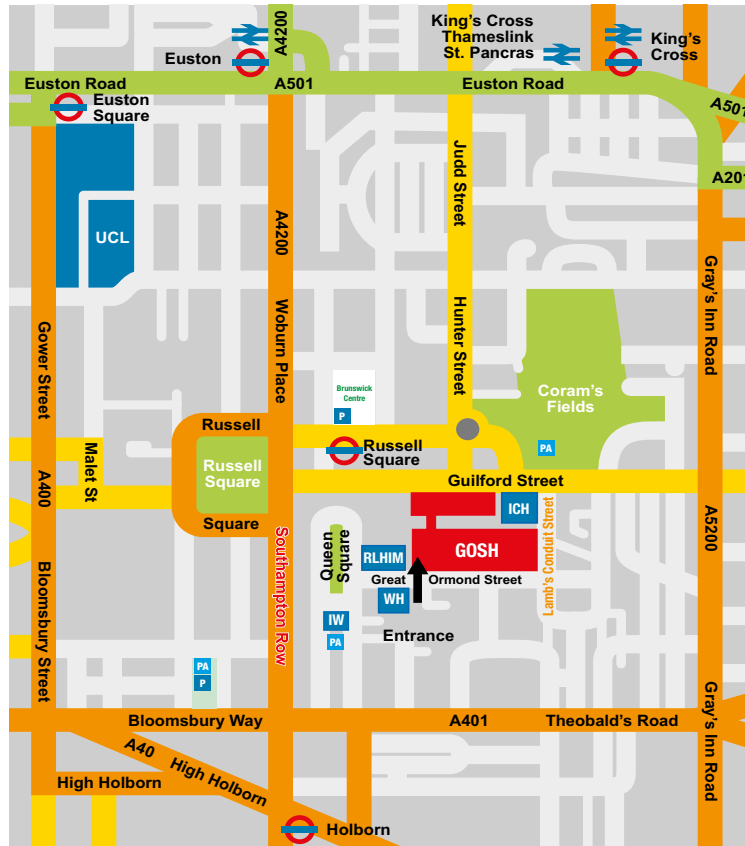 King's Cross
Thameslink
St. Pancras
King's
Cross
A4200
Euston
Euston Road
A501
Euston Road
A501
Euston
Square
A201
Judd Street
UCL
A4200
Gray's Inn Road
Hunter Street
Woburn Place
Gower Street
Brunswick
Centre
P
Coram's
Fields
Russell
Russell
Square
PA
Malet St
Russell
Square
A400
Guilford Street
Square
ICH
Lamb's Conduit Street
A5200
GOSH
Queen
Square
RLHIM
Southampton Row
Great
Ormond Street
WH
IW
Entrance
PA
Bloomsbury Street
PA
P
Bloomsbury Way
A401
Theobald's Road
Gray's Inn Road
A40
High Holborn
High Holborn
Holborn